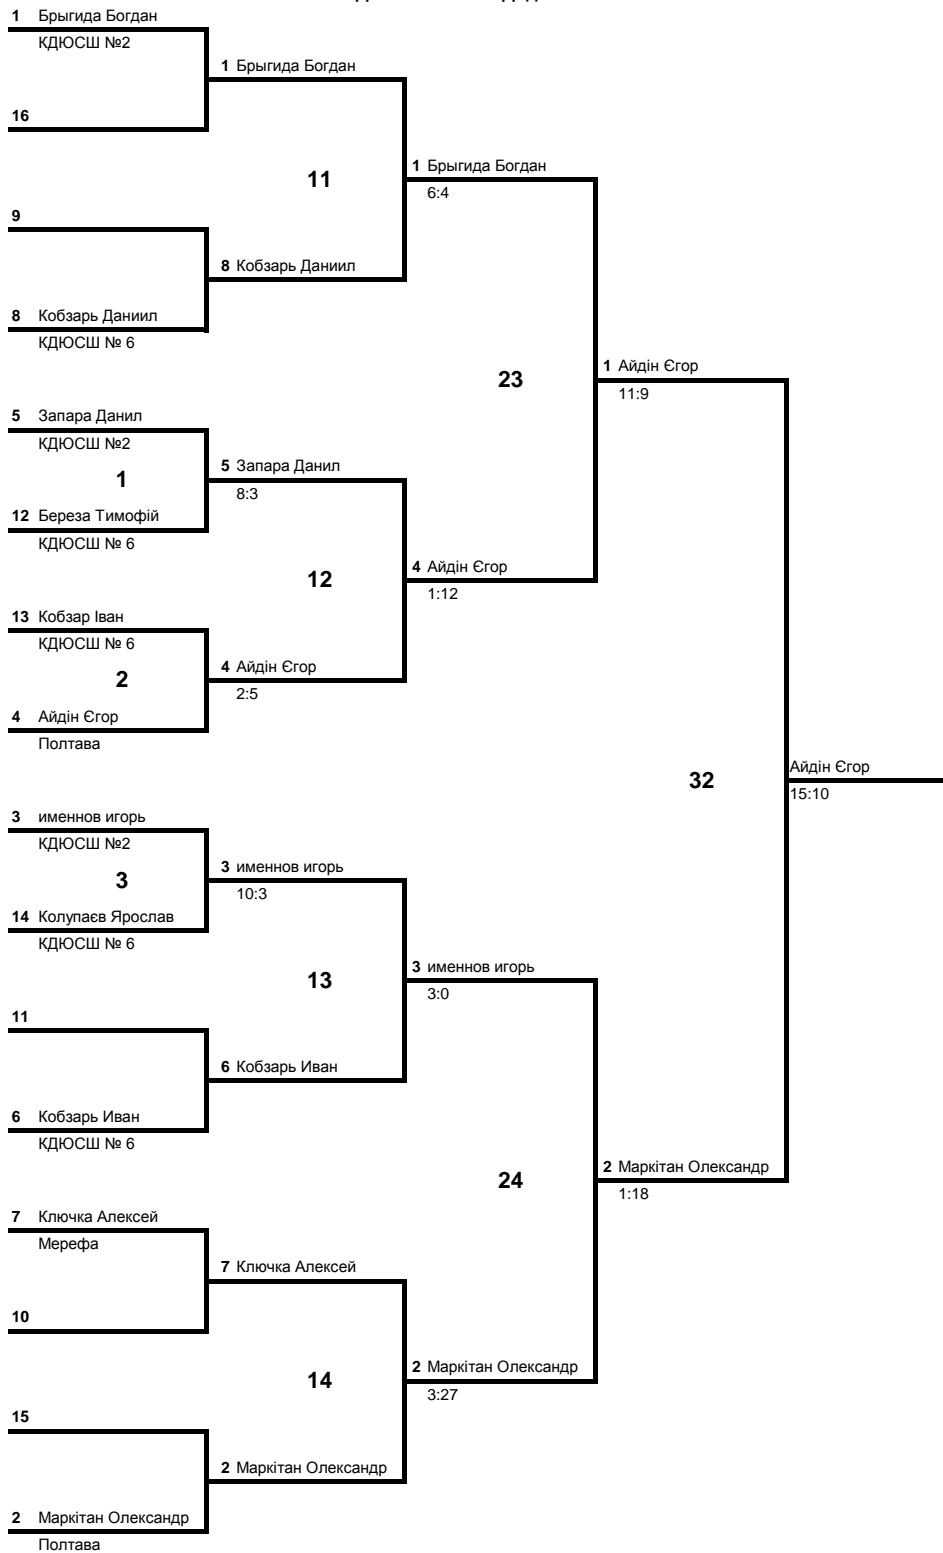 1 Брыгида Богдан
КДЮСШ №2
1 Брыгида Богдан
16
11
1 Брыгида Богдан
6:4
9
8 Кобзарь Даниил
8 Кобзарь Даниил
КДЮСШ № 6
23
1 Айдін Єгор
11:9
5 Запара Данил
КДЮСШ №2
1
5 Запара Данил
8:3
12 Береза Тимофій
КДЮСШ № 6
12
4 Айдін Єгор
1:12
13 Кобзар Іван
КДЮСШ № 6
2
4 Айдін Єгор
2:5
4 Айдін Єгор
Полтава
32
Айдін Єгор
15:10
3 именнов игорь
КДЮСШ №2
3
3 именнов игорь
10:3
14 Колупаєв Ярослав
КДЮСШ № 6
13
3 именнов игорь
3:0
11
6 Кобзарь Иван
6 Кобзарь Иван
КДЮСШ № 6
24
2 Маркітан Олександр
1:18
7 Ключка Алексей
Мерефа
7 Ключка Алексей
10
14
2 Маркітан Олександр
3:27
15
2 Маркітан Олександр
2 Маркітан Олександр
Полтава